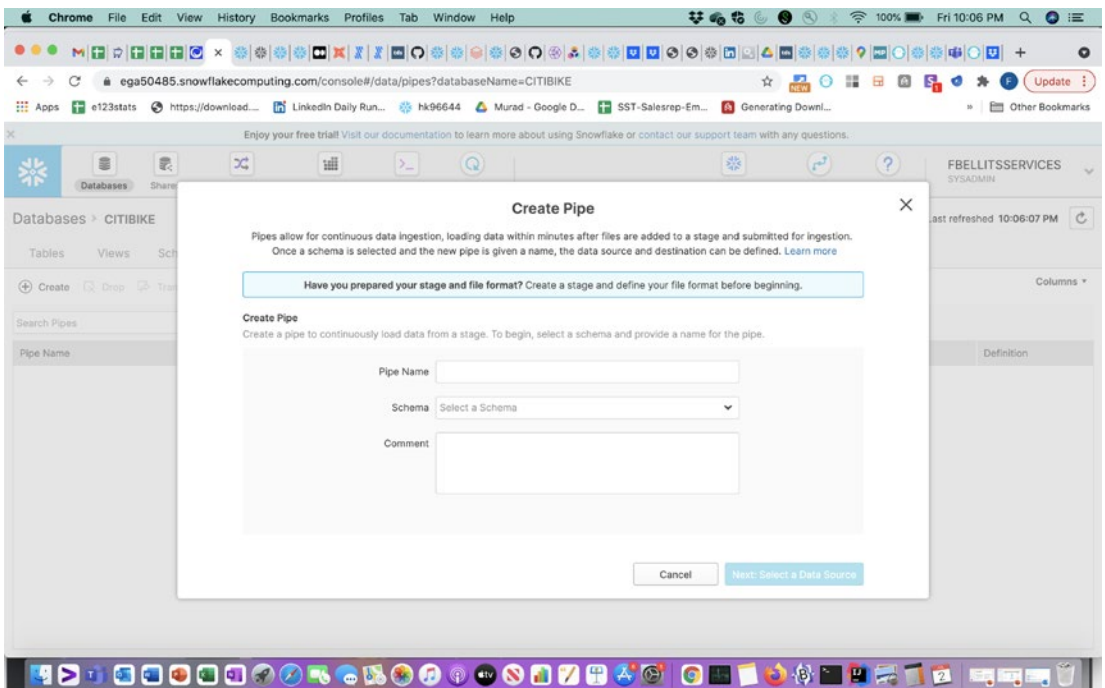 Chrome File Edit View History Bookmarks Profiles Tab Window Help 100% Fri 10:06 PM
ega50485.snowflakecomputing.com/console#/data/pipes?databaseName=CITIBIKE NEW Update
Apps e123stats https://download.... LinkedIn Daily Run... hk96644 Murad - Google D... SST-Salesrep-Em... Generating Downl... » Other Bookmarks
Enjoy your free trial! Visit our documentation to learn more about using Snowflake or contact our support team with any questions.
Databases Share
FBELLITSSERVICES
SYSADMIN
Databases > CITIBIKE
ast refreshed 10:06:07 PM
Tables Views Sch
Create Drop Tran
Columns
Search Pipes
Pipe Name
Definition
Create Pipe
Pipes allow for continuous data ingestion, loading data within minutes after files are added to a stage and submitted for ingestion.
Once a schema is selected and the new pipe is given a name, the data source and destination can be defined. Learn more
Have you prepared your stage and file format? Create a stage and define your file format before beginning.
Create Pipe
Create a pipe to continuously load data from a stage. To begin, select a schema and provide a name for the pipe.
Pipe Name
Schema Select a Schema
Comment
Cancel Next: Select a Data Source